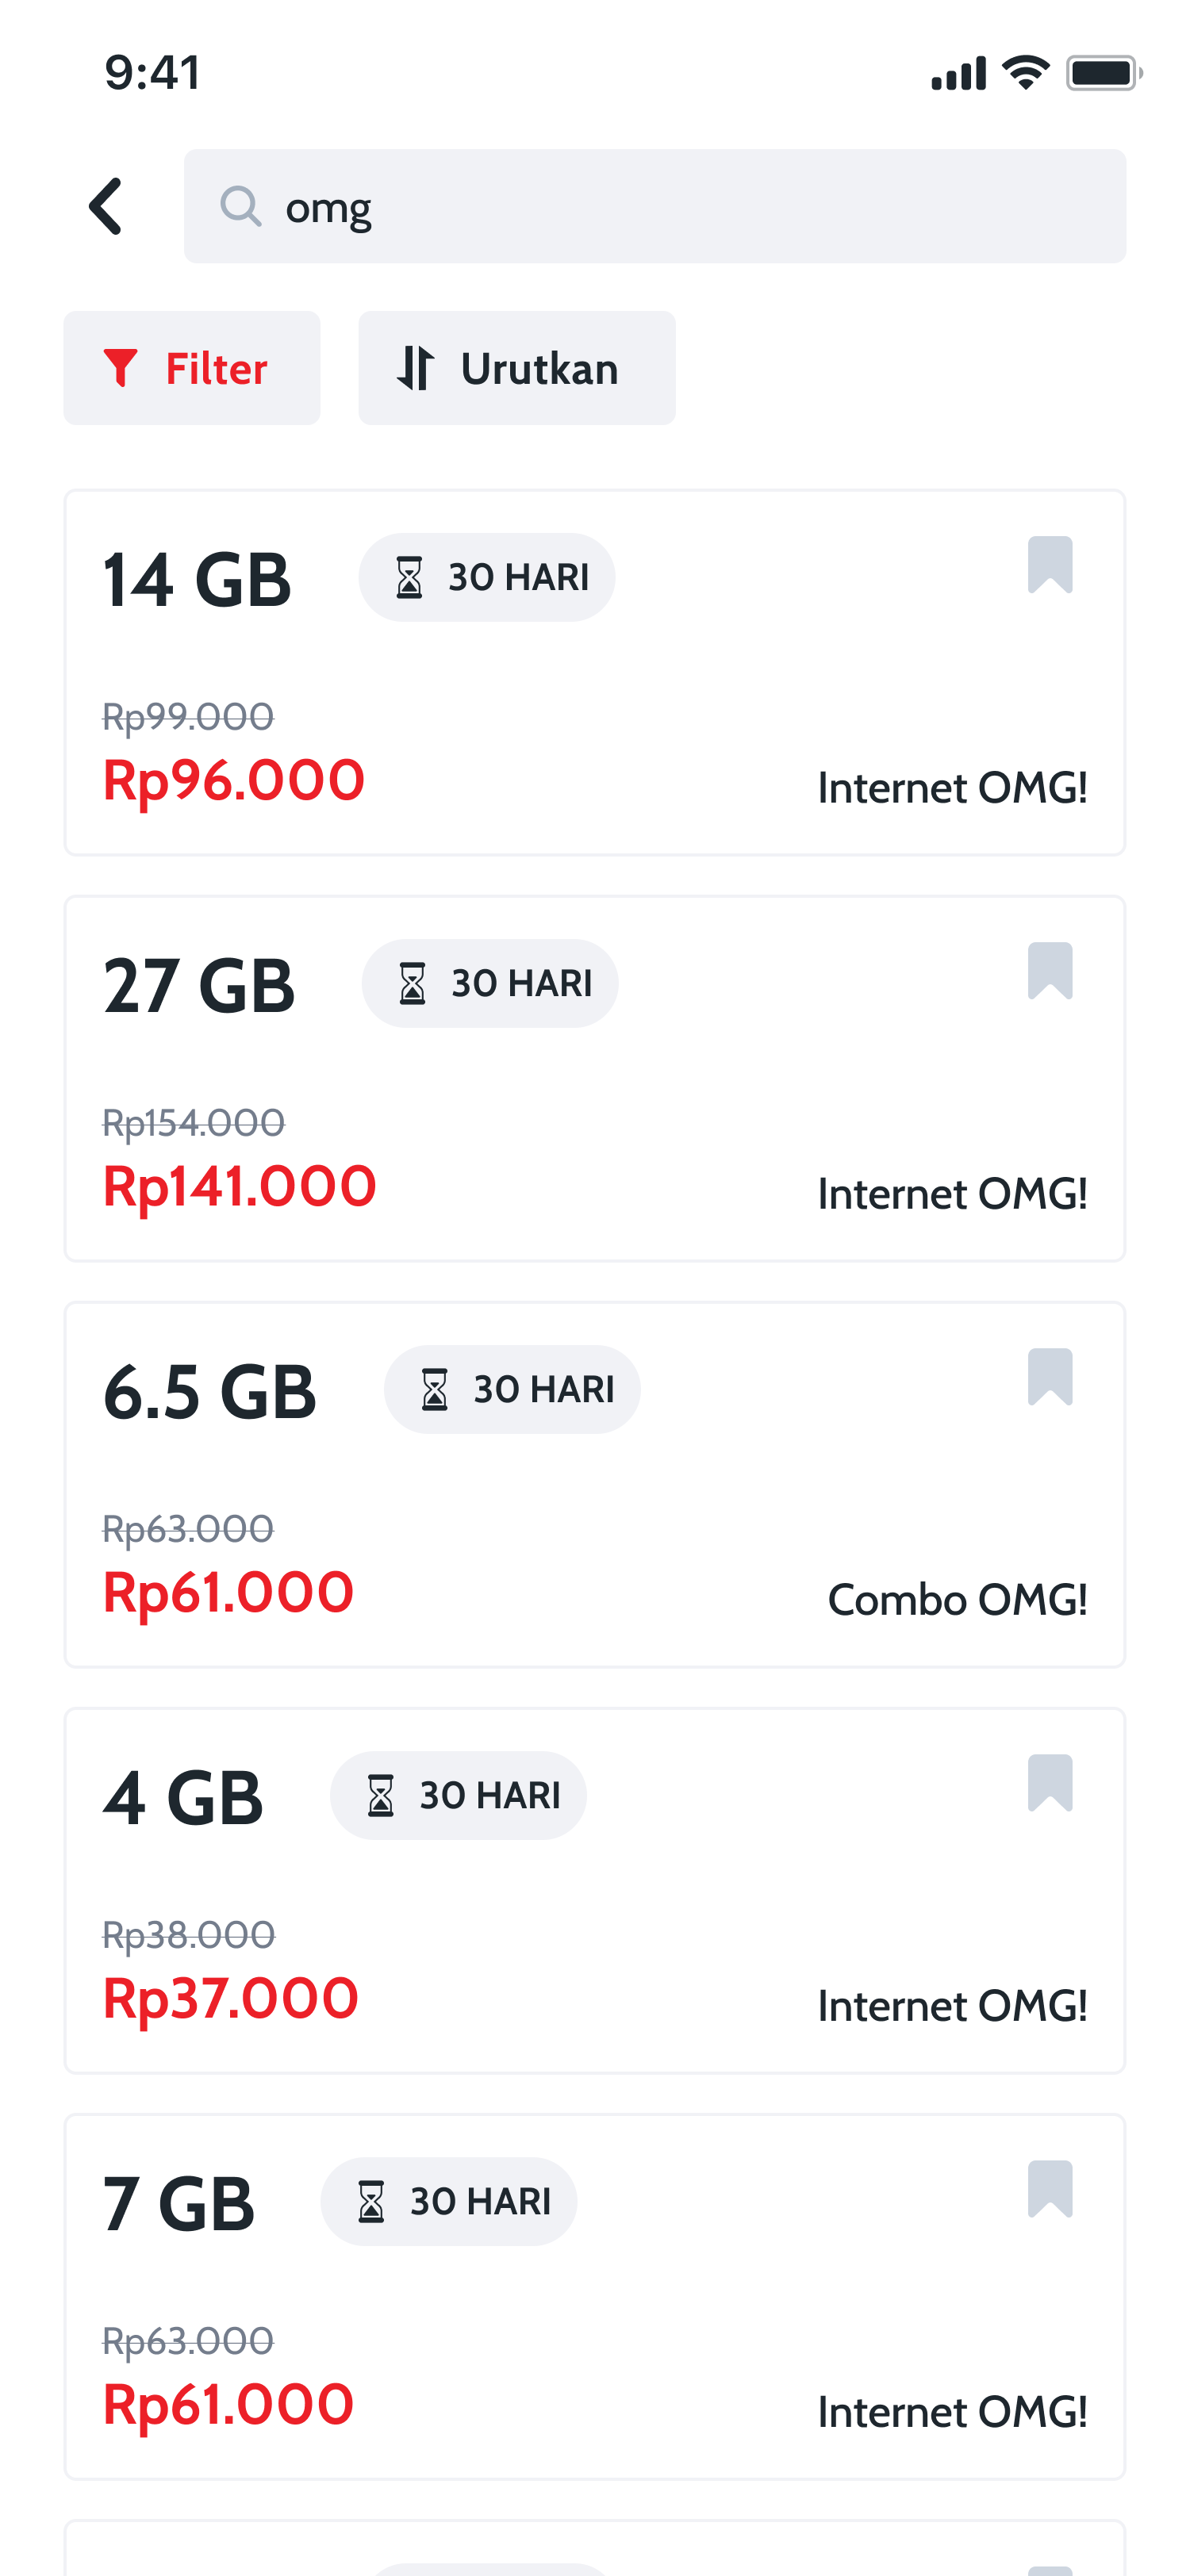 9:41
omg
Filter Urutkan
14 GB 30 HARI
Rp99.000
Rp96.000 Internet OMG!
27 GB 30 HARI
Rp154.000
Rp141.000 Internet OMG!
6.5 GB 30 HARI
Rp63.000
Rp61.000 Combo OMG!
4 GB 30 HARI
Rp38.000
Rp37.000 Internet OMG!
7 GB 30 HARI
Rp63.000
Rp61.000 Internet OMG!